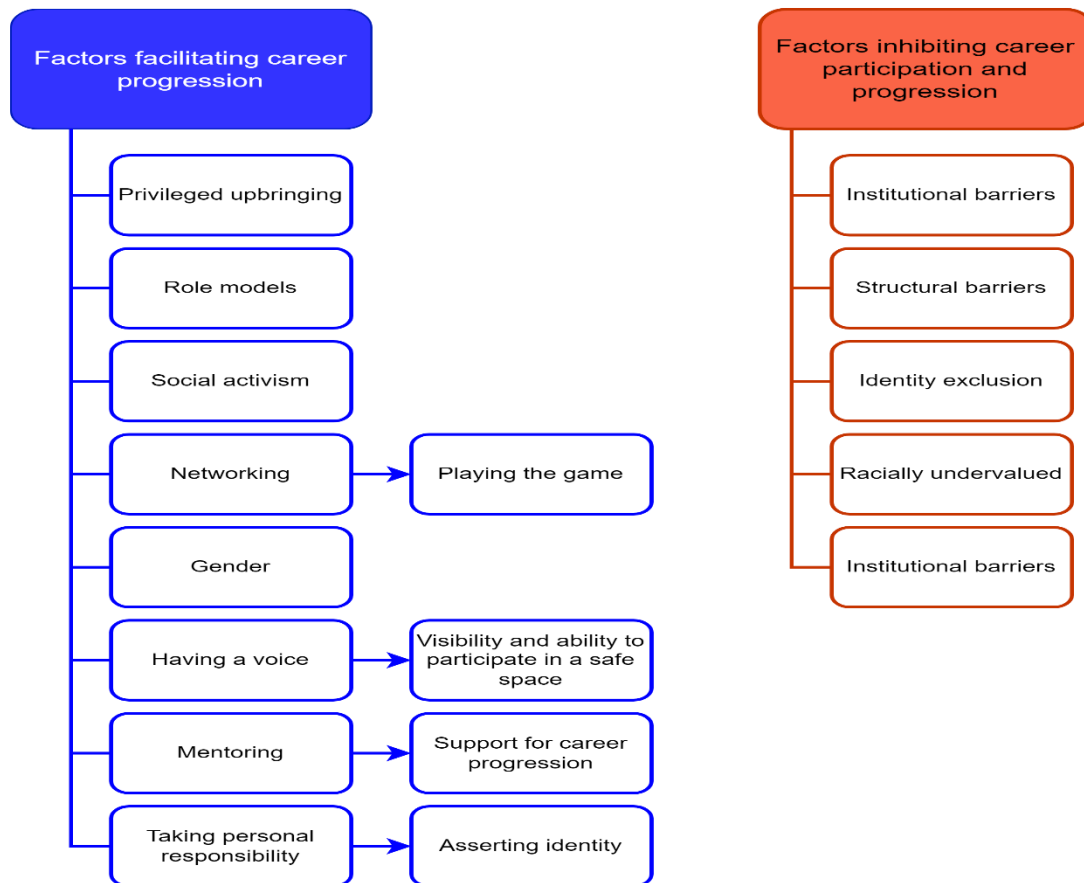 Factors facilitating career
progression
Privileged upbringing
Role models
Social activism
Networking
Playing the game
Gender
Having a voice
Visibility and ability to
participate in a safe
space
Mentoring
Support for career
progression
Taking personal
responsibility
Asserting identity
Factors inhibiting career
participation and
progression
Institutional barriers
Structural barriers
Identity exclusion
Racially undervalued
Institutional barriers